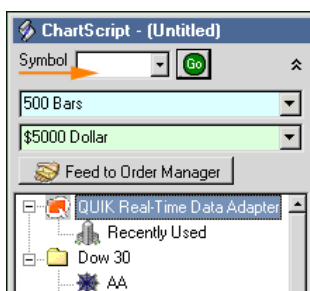 ChartScript - (Untitled)
Symbol Go
500 Bars
$5000 Dollar
Feed to Order Manager
QUIK Real-Time Data Adapter
Recently Used
Dow 30
AA